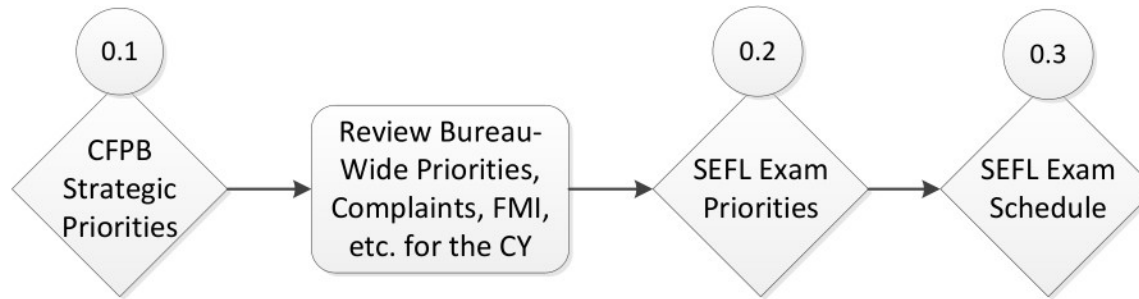 0.1
CFPB
Strategic
Priorities
Review Bureau-
Wide Priorities,
Complaints, FMI,
etc. for the CY
0.2
SEFL Exam
Priorities
0.3
SEFL Exam
Schedule